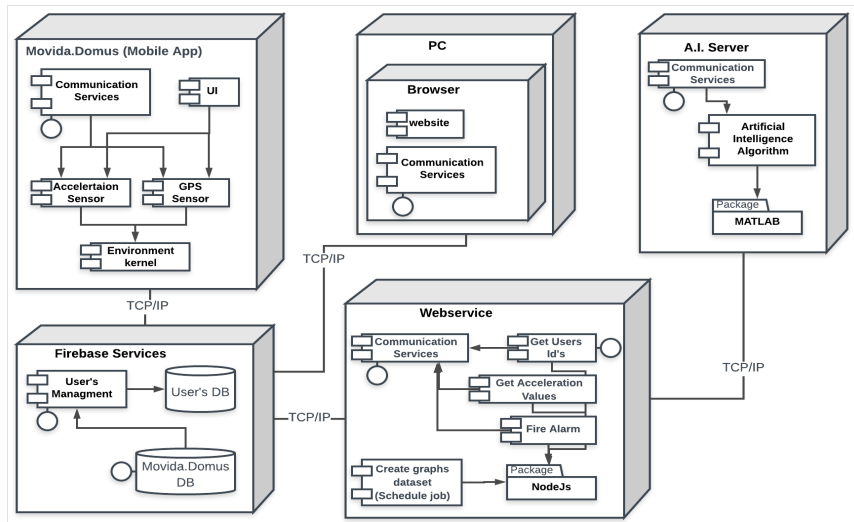 Movida.Domus (Mobile App)
Communication
Services
UI
Accelertaion
Sensor
GPS
Sensor
Environment
kernel
PC
Browser
website
Communication
Services
A.I. Server
Communication
Services
Artificial
Intelligence
Algorithm
Package
MATLAB
TCP/IP
TCP/IP
TCP/IP
TCP/IP
Firebase Services
User's
Managment
User's DB
Movida.Domus
DB
Webservice
Communication
Services
Get Users
Id's
Get Acceleration
Values
Fire Alarm
Create graphs
dataset
(Schedule job)
Package
NodeJs